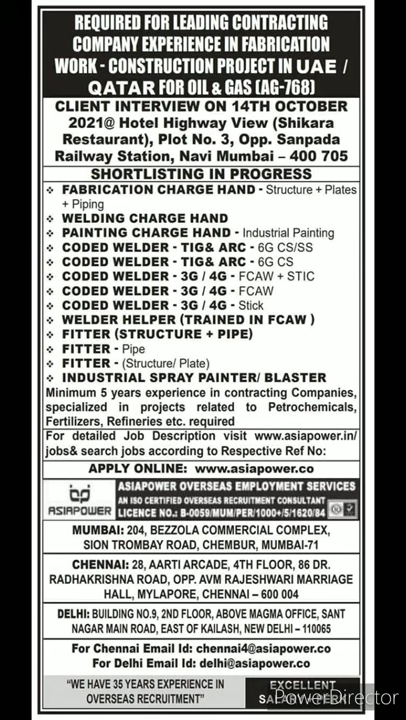 REQUIRED FOR LEADING CONTRACTING
COMPANY EXPERIENCE IN FABRICATION
WORK - CONSTRUCTION PROJECT IN UAE /
QATAR FOR OIL & GAS (AG-768)
CLIENT INTERVIEW ON 14TH OCTOBER
2021@ Hotel Highway View (Shikara
Restaurant), Plot No. 3, Opp. Sanpada
Railway Station, Navi Mumbai – 400 705
SHORTLISTING IN PROGRESS
❖ FABRICATION CHARGE HAND - Structure + Plates
+ Piping
❖ WELDING CHARGE HAND
❖ PAINTING CHARGE HAND - Industrial Painting
❖ CODED WELDER - TIG& ARC - 6G CS/SS
❖ CODED WELDER - TIG& ARC - 6G CS
❖ CODED WELDER - 3G / 4G - FCAW + STIC
❖ CODED WELDER - 3G / 4G - FCAW
❖ CODED WELDER - 3G / 4G - Stick
❖ WELDER HELPER (TRAINED IN FCAW )
❖ FITTER (STRUCTURE + PIPE)
❖ FITTER - Pipe
❖ FITTER - (Structure/ Plate)
❖ INDUSTRIAL SPRAY PAINTER/ BLASTER
Minimum 5 years experience in contracting Companies,
specialized in projects related to Petrochemicals,
Fertilizers, Refineries etc. required
For detailed Job Description visit www.asiapower.in/
jobs& search jobs according to Respective Ref No:
APPLY ONLINE: www.asiapower.co
ASIAPOWER
ASIAPOWER OVERSEAS EMPLOYMENT SERVICES
AN ISO CERTIFIED OVERSEAS RECRUITMENT CONSULTANT
LICENCE NO.: B-0059/MUM/PER/1000+/5/1620/84
MUMBAI: 204, BEZZOLA COMMERCIAL COMPLEX,
SION TROMBAY ROAD, CHEMBUR, MUMBAI-71
CHENNAI: 28, AARTI ARCADE, 4TH FLOOR, 86 DR.
RADHAKRISHNA ROAD, OPP. AVM RAJESHWARI MARRIAGE
HALL, MYLAPORE, CHENNAI – 600 004
DELHI: BUILDING NO.9, 2ND FLOOR, ABOVE MAGMA OFFICE, SANT
NAGAR MAIN ROAD, EAST OF KAILASH, NEW DELHI – 110065
For Chennai Email Id: chennai4@asiapower.co
For Delhi Email Id: delhi@asiapower.co
“WE HAVE 35 YEARS EXPERIENCE IN
OVERSEAS RECRUITMENT”
EXCELLENT
SALARY + PERKS
PowerDirector